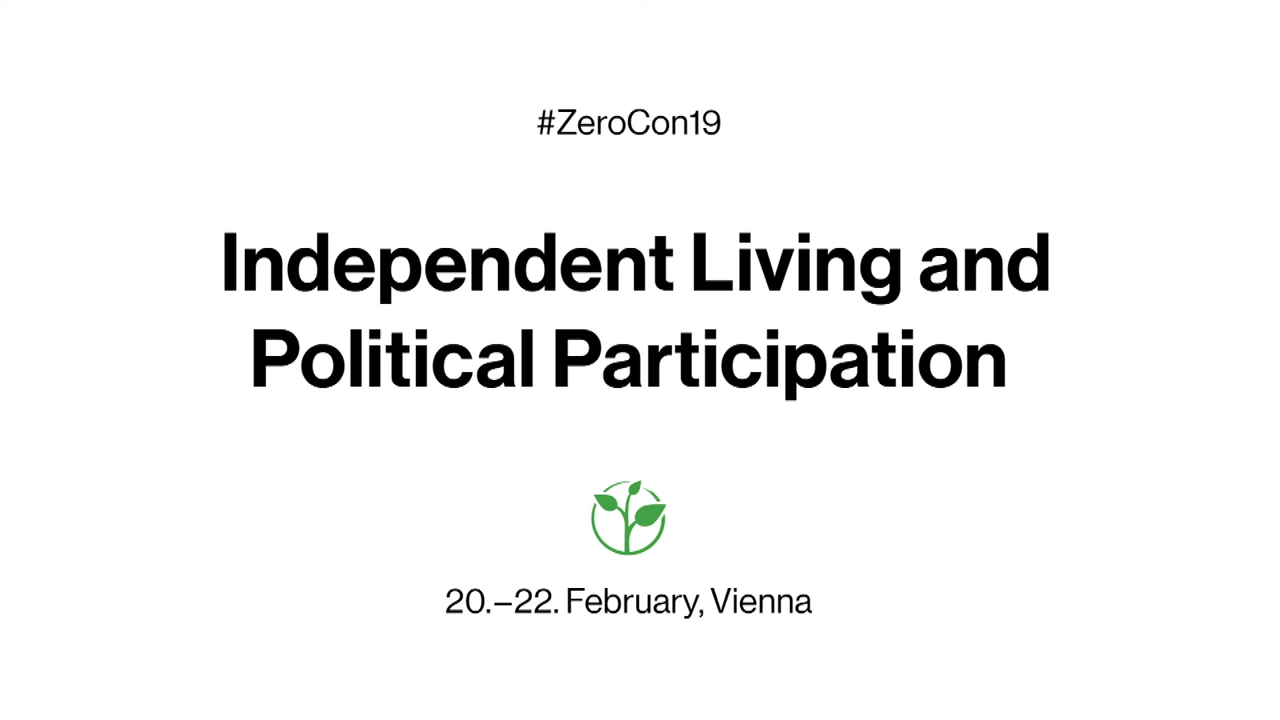 #ZeroCon19
Independent Living and
Political Participation
20.–22. February, Vienna